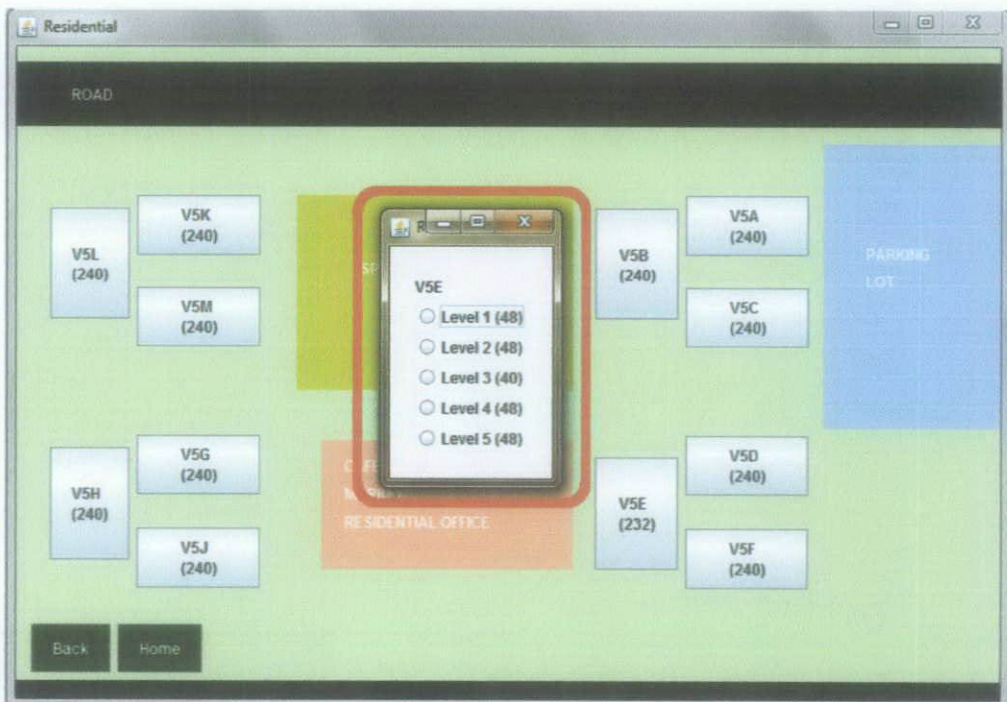 Residential
ROAD
V5L
(240)
V5K
(240)
V5M
(240)
SP
R
V5E
Level 1 (48)
Level 2 (48)
Level 3 (40)
Level 4 (48)
Level 5 (48)
V5B
(240)
V5A
(240)
V5C
(240)
PARKING
LOT
V5H
(240)
V5G
(240)
V5J
(240)
RESIDENTIAL OFFICE
V5E
(232)
V5D
(240)
V5F
(240)
Back
Home